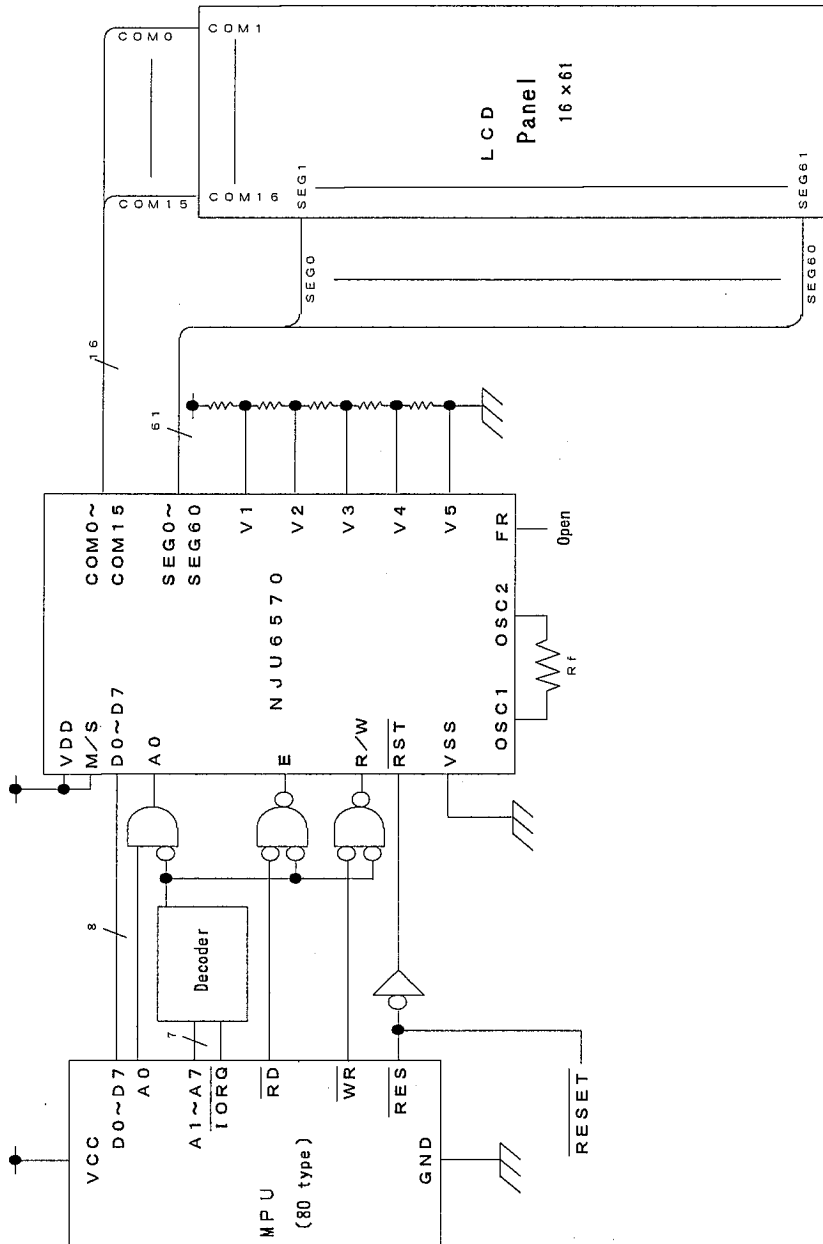 VCC
D0~D7
A0
A1~A7
IORQ
RD
WR
RES
GND
MPU
(80 type)
RESET
8
7
Decoder
VDD
M/S
D0~D7
A0
E
R/W
RST
VSS
NJU6570
OSC1
OSC2
FR
Rf
Open
COM0~
COM15
SEG0~
SEG60
V1
V2
V3
V4
V5
16
61
COM0
COM15
COM1
COM16
SEG0
SEG60
SEG1
SEG61
LCD
Panel
16×61